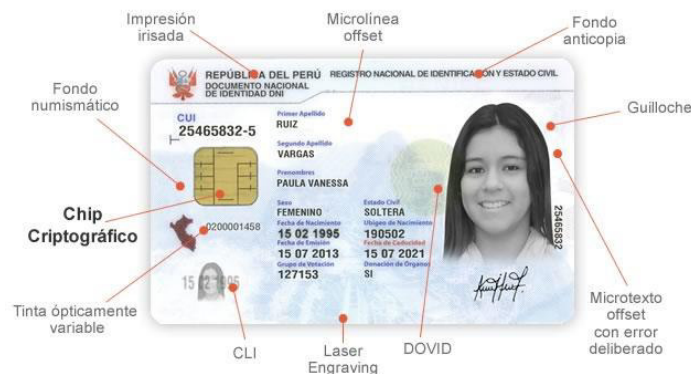 Impresión
irisada
Microlínea
offset
Fondo
anticopia
Fondo
numismático
Guilloche
REPÚBLICA DEL PERÚ
DOCUMENTO NACIONAL
DE IDENTIDAD DNI
REGISTRO NACIONAL DE IDENTIFICACIÓN Y ESTADO CIVIL
CUI
25465832-5
Primer Apellido
RUIZ
Segundo Apellido
VARGAS
Prenombres
PAULA VANESSA
Sexo Estado Civil
FEMENINO SOLTERA
Fecha de Nacimiento Ubigeo de Nacimiento
15 02 1995 190502
Fecha de Emisión Fecha de Caducidad
15 07 2013 15 07 2021
Grupo de Votación Donación de Organos
127153 SI
Chip
Criptográfico
0200001458
25465832
15 02 1995
Tinta ópticamente
variable
CLI
Laser
Engraving
DOVID
Microtexto
offset
con error
deliberado